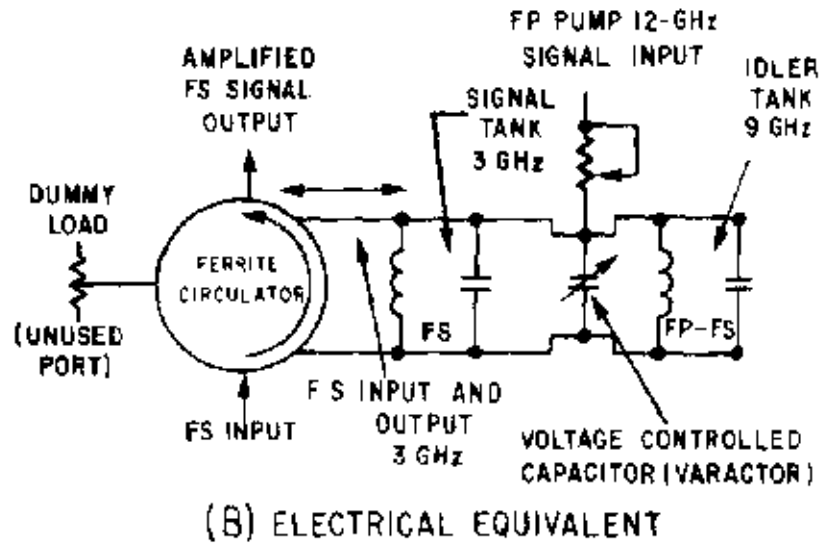 FP PUMP 12-GHz
SIGNAL INPUT
AMPLIFIED
FS SIGNAL
OUTPUT
SIGNAL
TANK
3 GHz
IDLER
TANK
9 GHz
DUMMY
LOAD
(UNUSED
PORT)
FERRITE
CIRCULATOR
FS
FP-FS
FS INPUT
FS INPUT AND
OUTPUT
3 GHz
VOLTAGE CONTROLLED
CAPACITOR (VARACTOR)
(B) ELECTRICAL EQUIVALENT